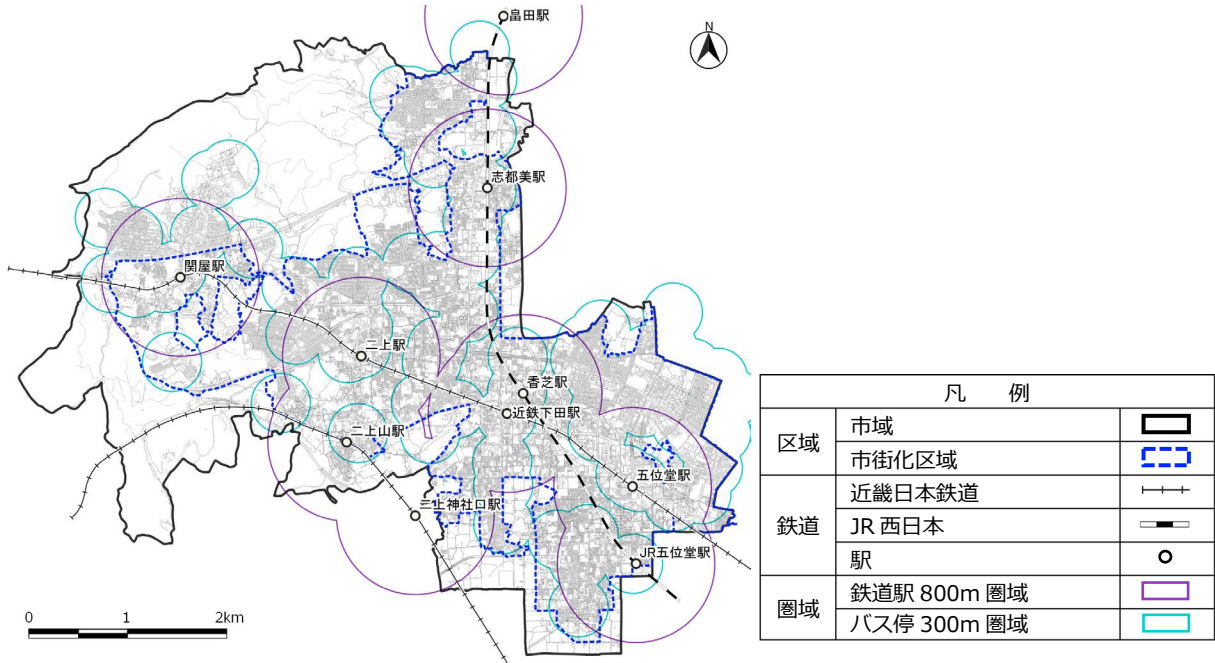 畠田駅
N
志都美駅
関屋駅
二上駅
香芝駅
近鉄下田駅
二上山駅
五位堂駅
二上神社口駅
JR五位堂駅
0 1 2km
凡 例
区域
市域
市街化区域
鉄道
近畿日本鉄道
JR 西日本
駅
圏域
鉄道駅 800m 圏域
バス停 300m 圏域